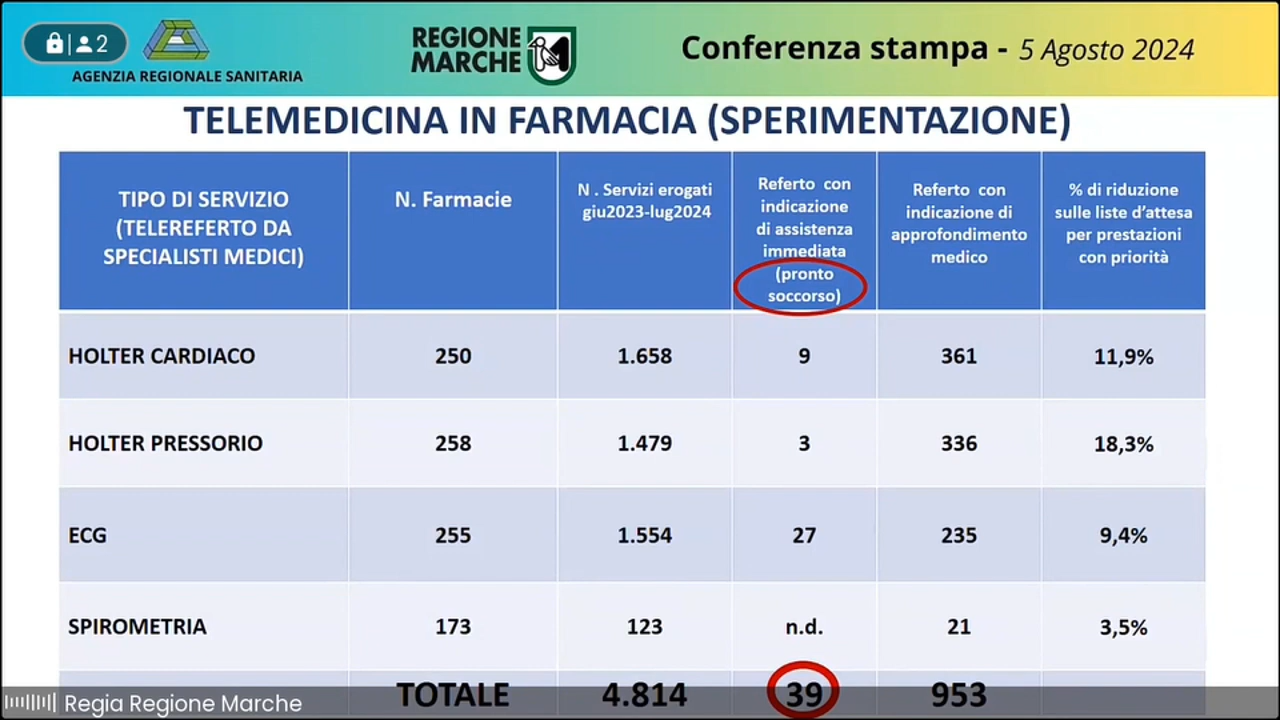 2
AGENZIA REGIONALE SANITARIA
REGIONE
MARCHE
Conferenza stampa - 5 Agosto 2024
TELEMEDICINA IN FARMACIA (SPERIMENTAZIONE)
TIPO DI SERVIZIO
(TELEREFERTO DA
SPECIALISTI MEDICI)
N. Farmacie
N . Servizi erogati
giu2023-lug2024
Referto con
indicazione
di assistenza
immediata
(pronto
soccorso)
Referto con
indicazione di
approfondimento
medico
% di riduzione
sulle liste d'attesa
per prestazioni
con priorità
HOLTER CARDIACO 250 1.658 9 361 11,9%
HOLTER PRESSORIO 258 1.479 3 336 18,3%
ECG 255 1.554 27 235 9,4%
SPIROMETRIA 173 123 n.d. 21 3,5%
TOTALE 4.814 39 953
Regia Regione Marche